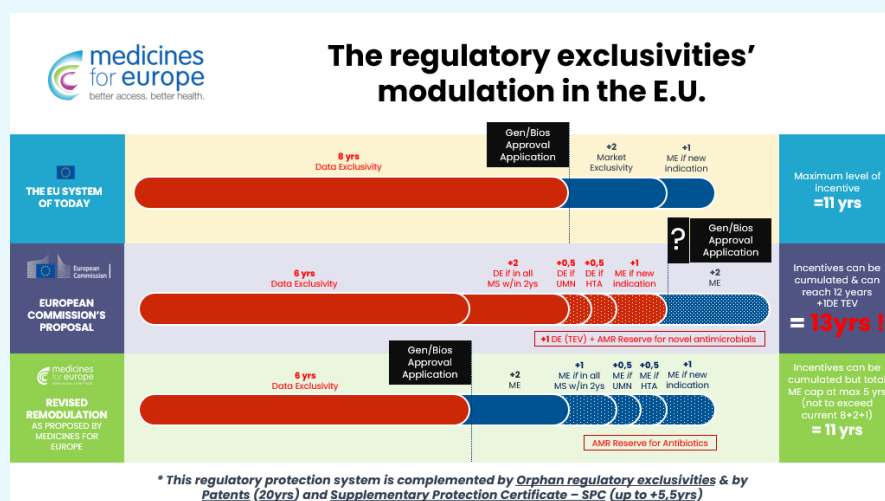 medicines
for europe
better access. better health.
The regulatory exclusivities’
modulation in the E.U.
THE EU SYSTEM
OF TODAY
8 yrs
Data Exclusivity
Gen/Bios
Approval
Application
+2
Market
Exclusivity
+1
ME if new
indication
Maximum level of
incentive
=11 yrs
European
Commission
EUROPEAN
COMMISSION’S
PROPOSAL
6 yrs
Data Exclusivity
+2
DE if in all
MS w/in 2ys
+0,5
DE if
UMN
+0,5
DE if
HTA
+1
ME if new
indication
?
Gen/Bios
Approval
Application
+2
ME
+1 DE (TEV) + AMR Reserve for novel antimicrobials
Incentives can be
cumulated & can
reach 12 years
+1DE TEV
= 13yrs !
medicines
for europe
REVISED
REMODULATION
AS PROPOSED BY
MEDICINES FOR
EUROPE
6 yrs
Data Exclusivity
Gen/Bios
Approval
Application
+2
ME
+1
ME if in all
MS w/in 2ys
+0,5
ME if
UMN
+0,5
ME if
HTA
+1
ME if new
indication
AMR Reserve for Antibiotics
Incentives can be
cumulated but total
ME cap at max 5 yrs
(not to exceed
current 8+2+1)
= 11 yrs
* This regulatory protection system is complemented by Orphan regulatory exclusivities & by
Patents (20yrs) and Supplementary Protection Certificate – SPC (up to +5,5yrs)